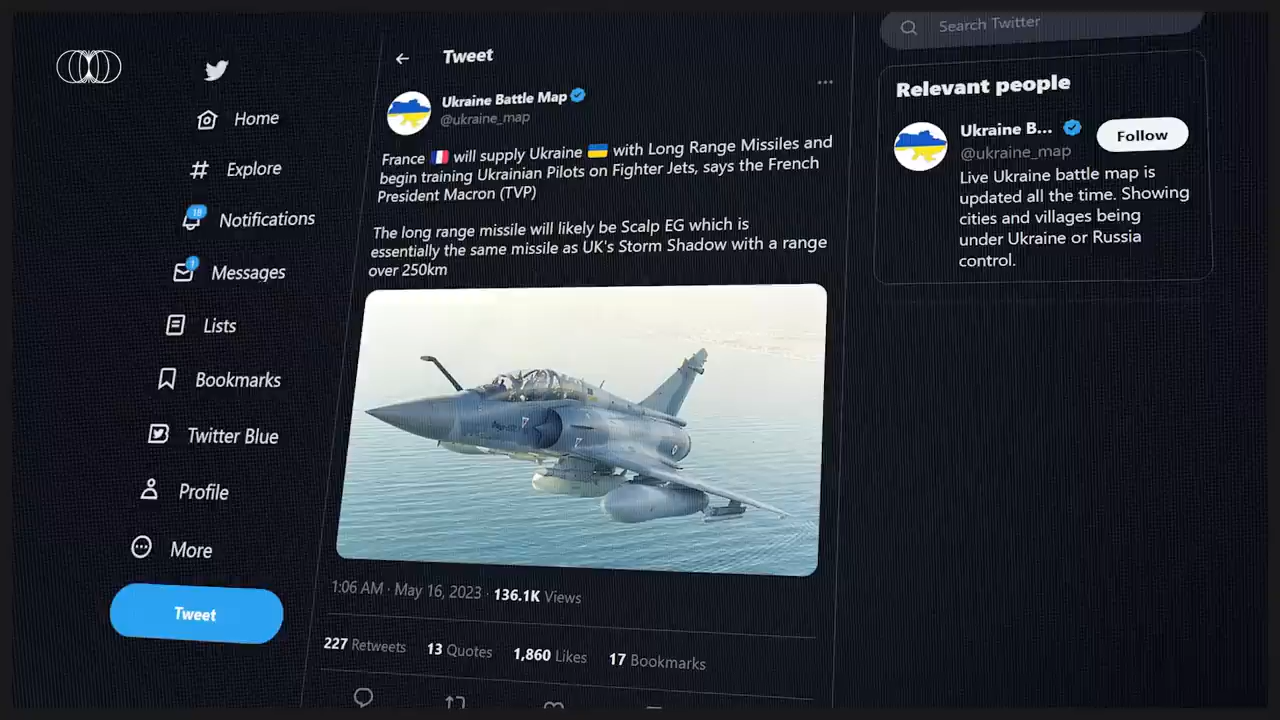 Home
Explore
18
Notifications
1
Messages
Lists
Bookmarks
Twitter Blue
Profile
More
Tweet
Tweet
Ukraine Battle Map
@ukraine_map
France 🇫🇷 will supply Ukraine 🇺🇦 with Long Range Missiles and
begin training Ukrainian Pilots on Fighter Jets, says the French
President Macron (TVP)
The long range missile will likely be Scalp EG which is
essentially the same missile as UK's Storm Shadow with a range
over 250km
1:06 AM · May 16, 2023 · 136.1K Views
227 Retweets 13 Quotes 1,860 Likes 17 Bookmarks
Search Twitter
Relevant people
Ukraine B...
@ukraine_map
Follow
Live Ukraine battle map is
updated all the time. Showing
cities and villages being
under Ukraine or Russia
control.